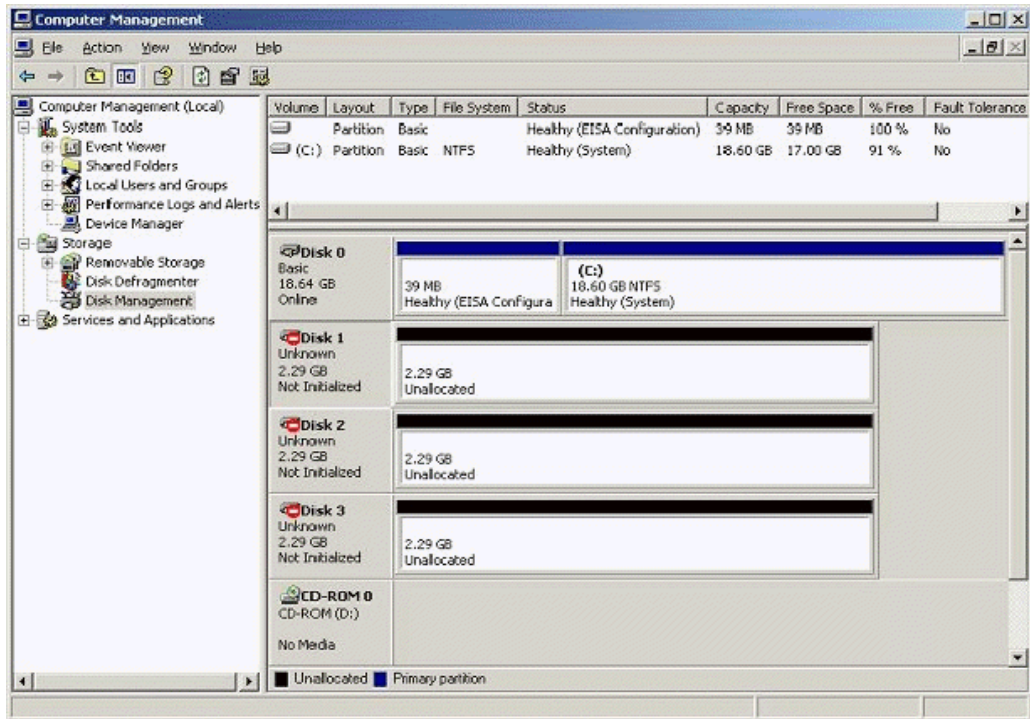 Computer Management
File Action View Window Help
Computer Management (Local)
System Tools
Event Viewer
Shared Folders
Local Users and Groups
Performance Logs and Alerts
Device Manager
Storage
Removable Storage
Disk Defragmenter
Disk Management
Services and Applications
Volume Layout Type File System Status Capacity Free Space % Free Fault Tolerance
Partition Basic Healthy (EISA Configuration) 39 MB 39 MB 100 % No
(C:) Partition Basic NTFS Healthy (System) 18.60 GB 17.00 GB 91 % No
Disk 0
Basic
18.64 GB
Online
39 MB
Healthy (EISA Configura
(C:)
18.60 GB NTFS
Healthy (System)
Disk 1
Unknown
2.29 GB
Not Initialized
2.29 GB
Unallocated
Disk 2
Unknown
2.29 GB
Not Initialized
2.29 GB
Unallocated
Disk 3
Unknown
2.29 GB
Not Initialized
2.29 GB
Unallocated
CD-ROM 0
CD-ROM (D:)
No Media
Unallocated Primary partition